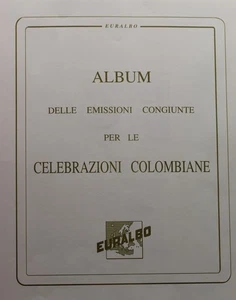 EURALBO
ALBUM
DELLE EMISSIONI CONGIUNTE
PER LE
CELEBRAZIONI COLOMBIANE
EURALBO